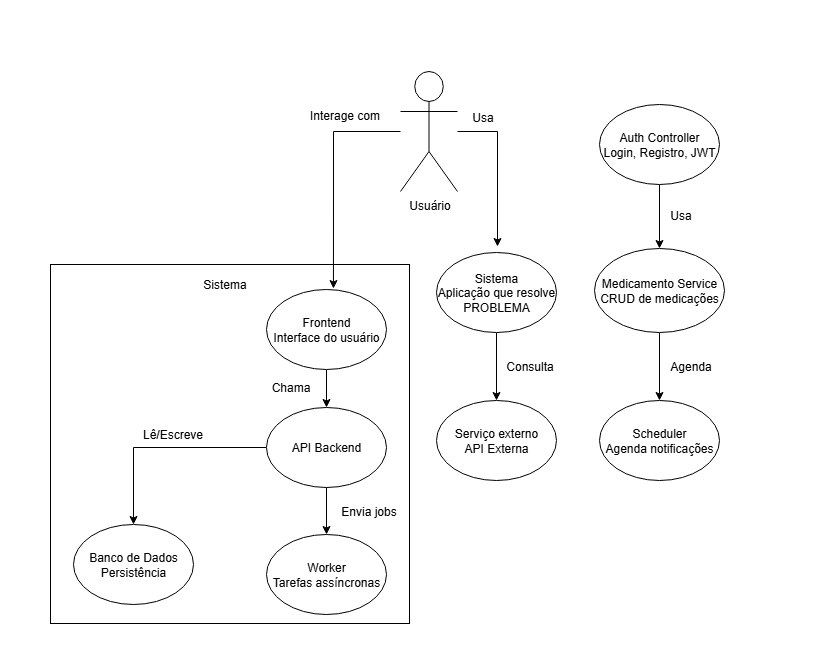 Interage com
Usa
Usuário
Auth Controller
Login, Registro, JWT
Usa
Sistema
Frontend
Interface do usuário
Chama
API Backend
Lê/Escreve
Envia jobs
Banco de Dados
Persistência
Worker
Tarefas assíncronas
Sistema
Aplicação que resolve
PROBLEMA
Consulta
Serviço externo
API Externa
Medicamento Service
CRUD de medicações
Agenda
Scheduler
Agenda notificações